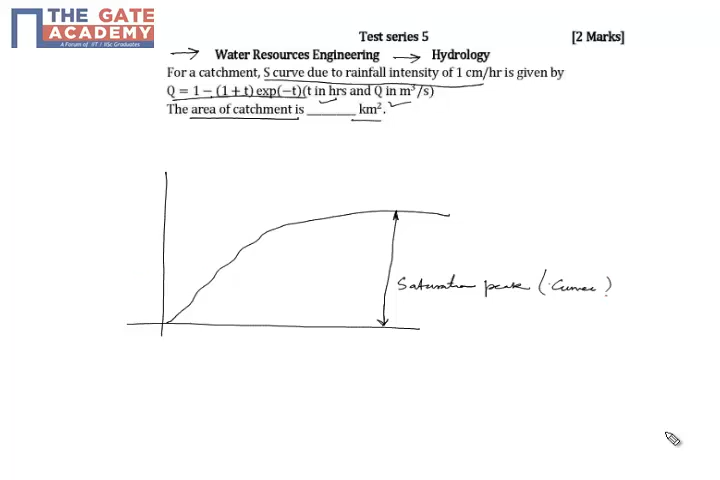 THE GATE
ACADEMY
A Forum of IIT / IISc Graduates
Test series 5 [2 Marks]
Water Resources Engineering Hydrology
For a catchment, S curve due to rainfall intensity of 1 cm/hr is given by
Q = 1 − (1 + t) exp(−t)(t in hrs and Q in m³/s)
The area of catchment is ______ km².
Saturation peak (